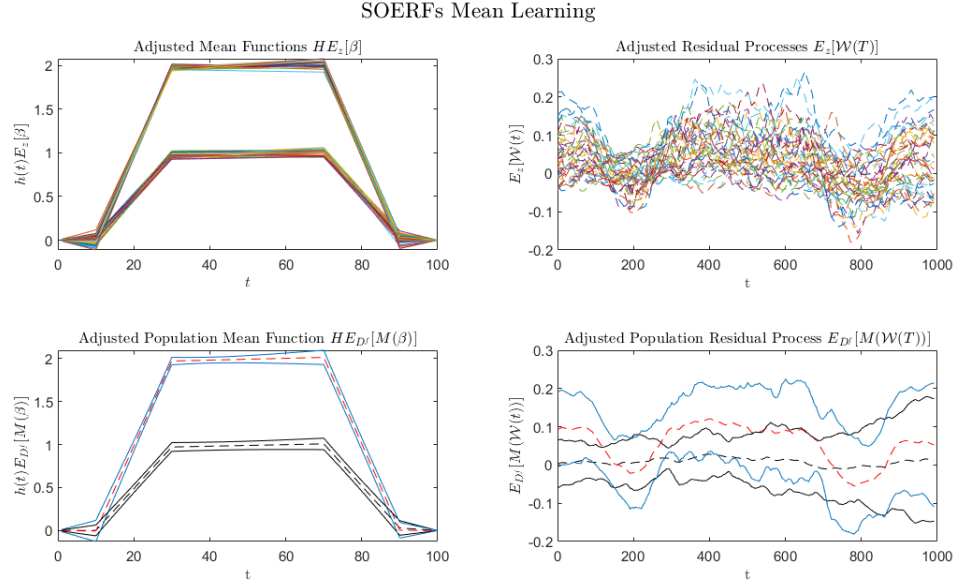 SOERFs Mean Learning
Adjusted Mean Functions $HE_z[\beta]$
h(t)E_z[β]
2
1.5
1
0.5
0
0 20 40 60 80 100
t
Adjusted Residual Processes $E_z[\mathcal{W}(T)]$
E_z[𝒲(t)]
0.3
0.2
0.1
0
-0.1
-0.2
0 200 400 600 800 1000
t
Adjusted Population Mean Function $HE_{D^f}[M(\beta)]$
h(t)E_{D^f}[M(β)]
2
1.5
1
0.5
0
0 20 40 60 80 100
t
Adjusted Population Residual Process $E_{D^f}[M(\mathcal{W}(T))]$
E_{D^f}[M(𝒲(t))]
0.3
0.2
0.1
0
-0.1
-0.2
0 200 400 600 800 1000
t